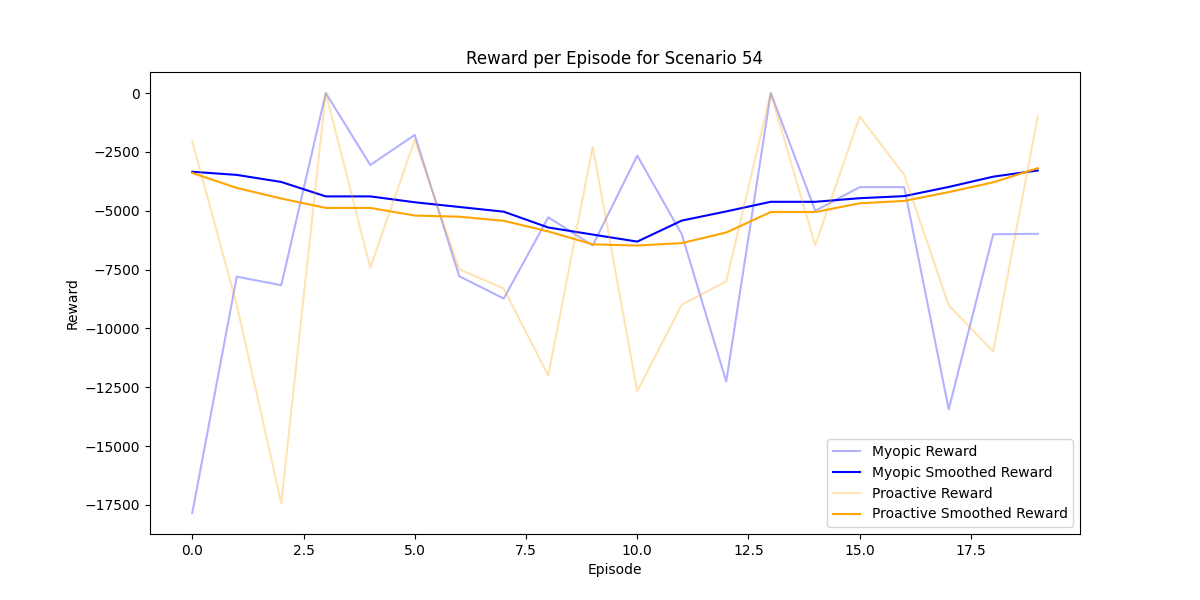 Reward per Episode for Scenario 54
Reward
0
−2500
−5000
−7500
−10000
−12500
−15000
−17500
0.0 2.5 5.0 7.5 10.0 12.5 15.0 17.5
Episode
Myopic Reward
Myopic Smoothed Reward
Proactive Reward
Proactive Smoothed Reward